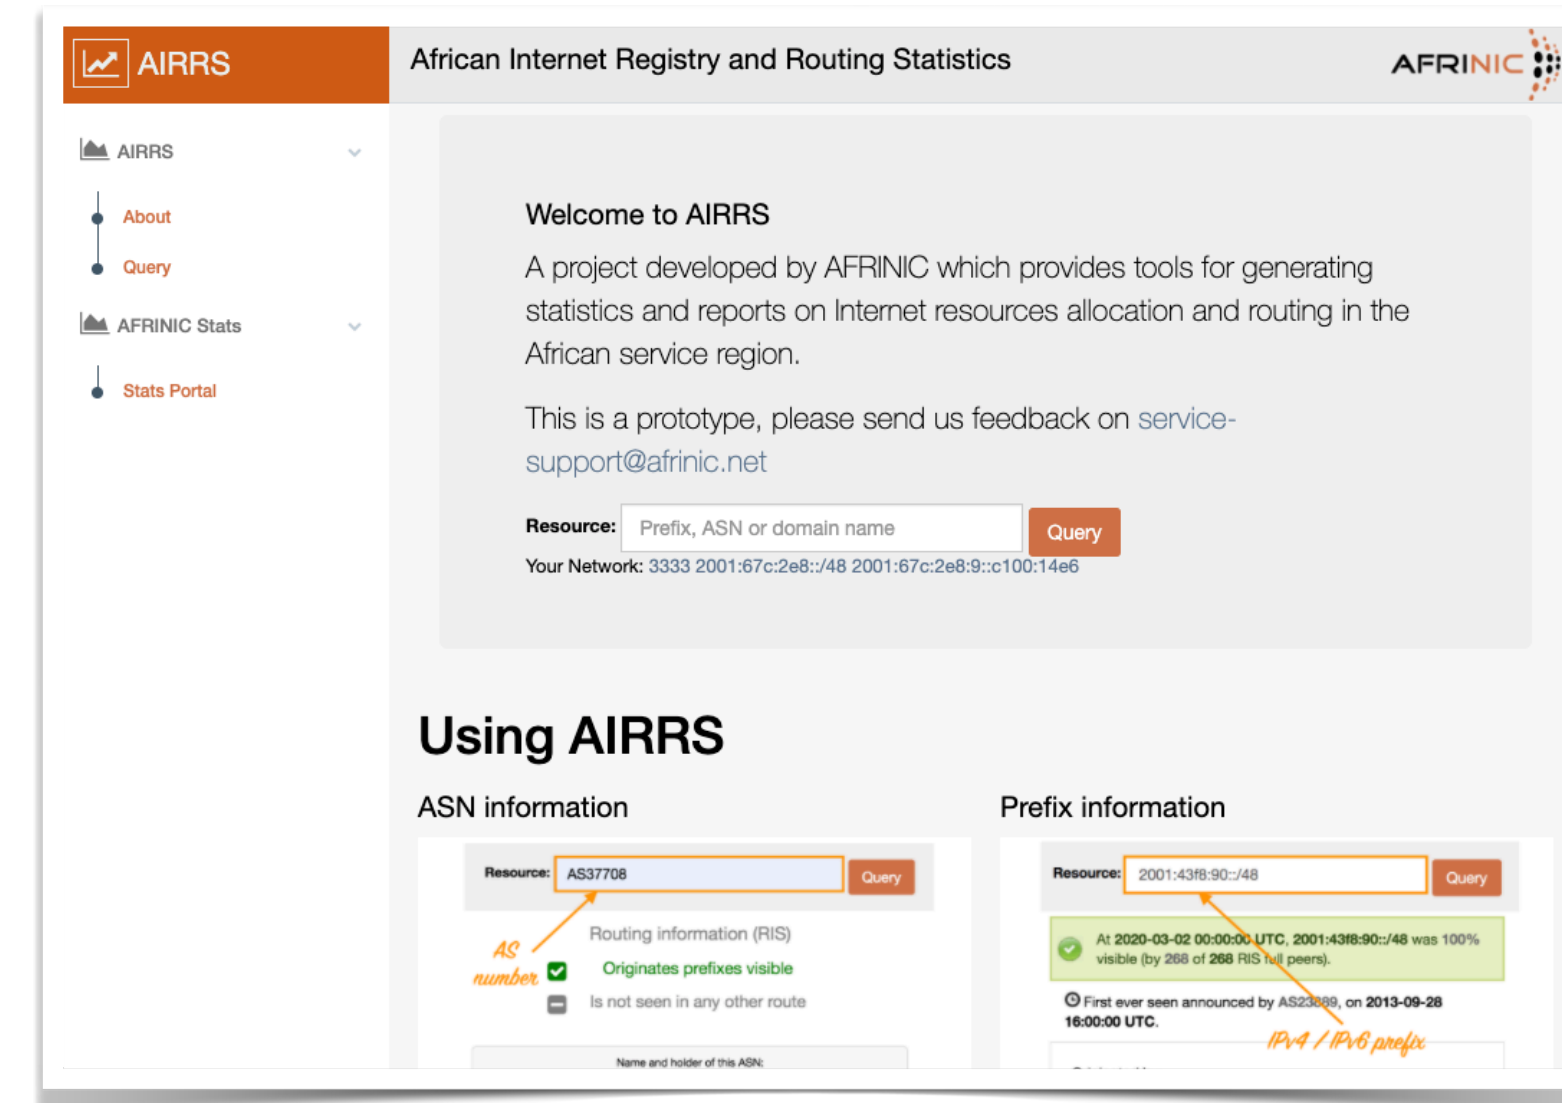 AIRRS
African Internet Registry and Routing Statistics
AFRINIC
AIRRS
About
Query
AFRINIC Stats
Stats Portal
Welcome to AIRRS
A project developed by AFRINIC which provides tools for generating
statistics and reports on Internet resources allocation and routing in the
African service region.
This is a prototype, please send us feedback on service-
support@afrinic.net
Resource: Prefix, ASN or domain name Query
Your Network: 3333 2001:67c:2e8::/48 2001:67c:2e8:9::c100:14e6
Using AIRRS
ASN information
Resource: AS37708 Query
AS
number
Routing information (RIS)
Originates prefixes visible
Is not seen in any other route
Name and holder of this ASN:
Prefix information
Resource: 2001:43f8:90::/48 Query
At 2020-03-02 00:00:00 UTC, 2001:43f8:90::/48 was 100%
visible (by 268 of 268 RIS full peers).
First ever seen announced by AS23889, on 2013-09-28
16:00:00 UTC.
IPv4 / IPv6 prefix